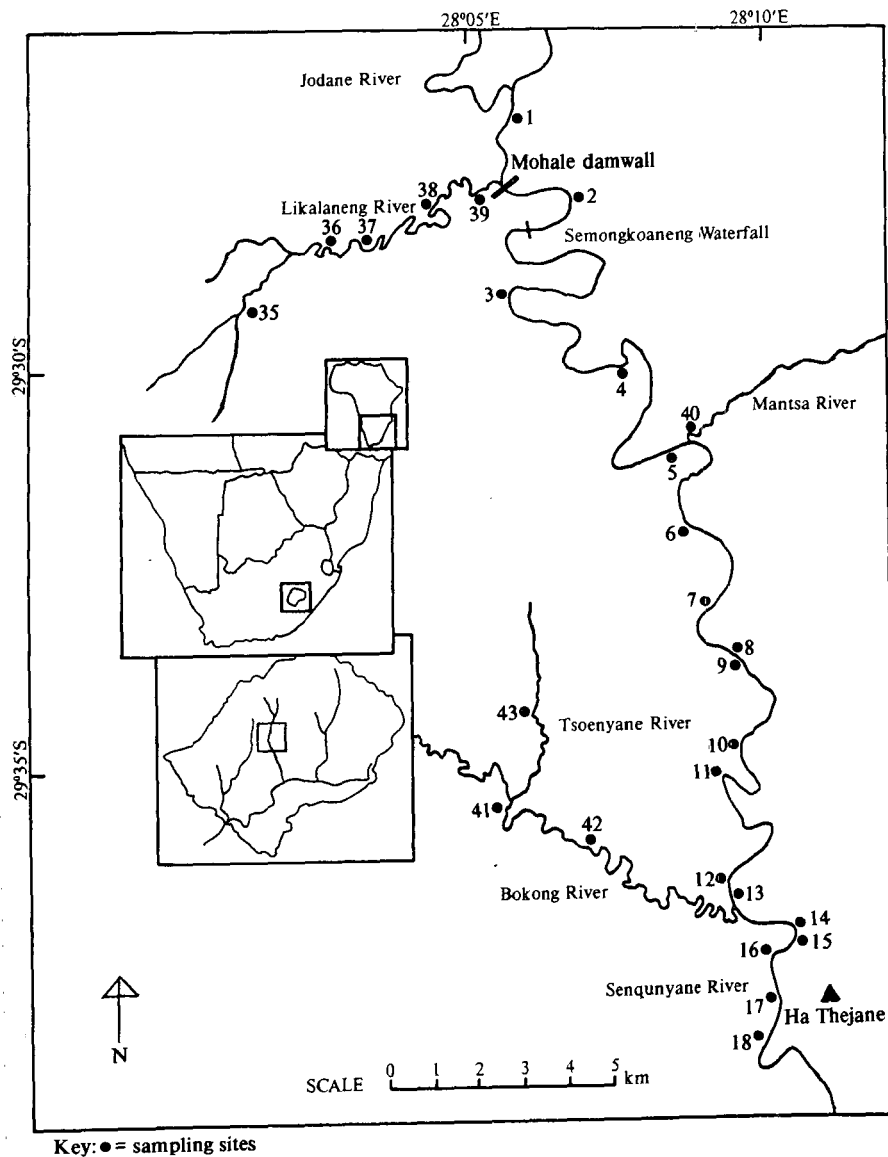 28°05'E
28°10'E
Jodane River
1
Mohale damwall
38
2
Likalaneng River
39
36
37
Semongkoaneng Waterfall
3
35
29°30'S
4
Mantsa River
40
5
6
7
8
9
43
Tsoenyane River
10
11
29°35'S
41
42
12
13
Bokong River
14
15
16
Senqunyane River
17
Ha Thejane
18
N
SCALE
0 1 2 3 4 5
km
Key: ● = sampling sites